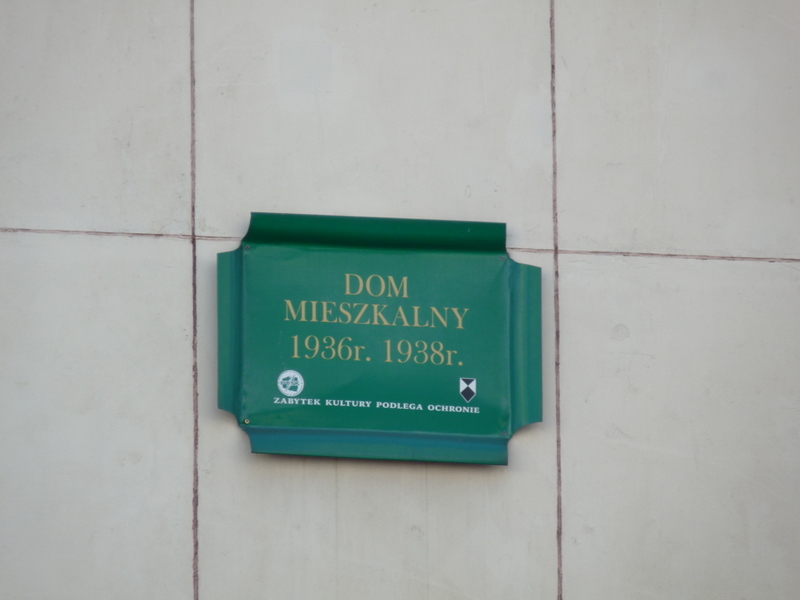 DOM
MIESZKALNY
1936r. 1938r.
ZABYTEK KULTURY PODLEGA OCHRONIE